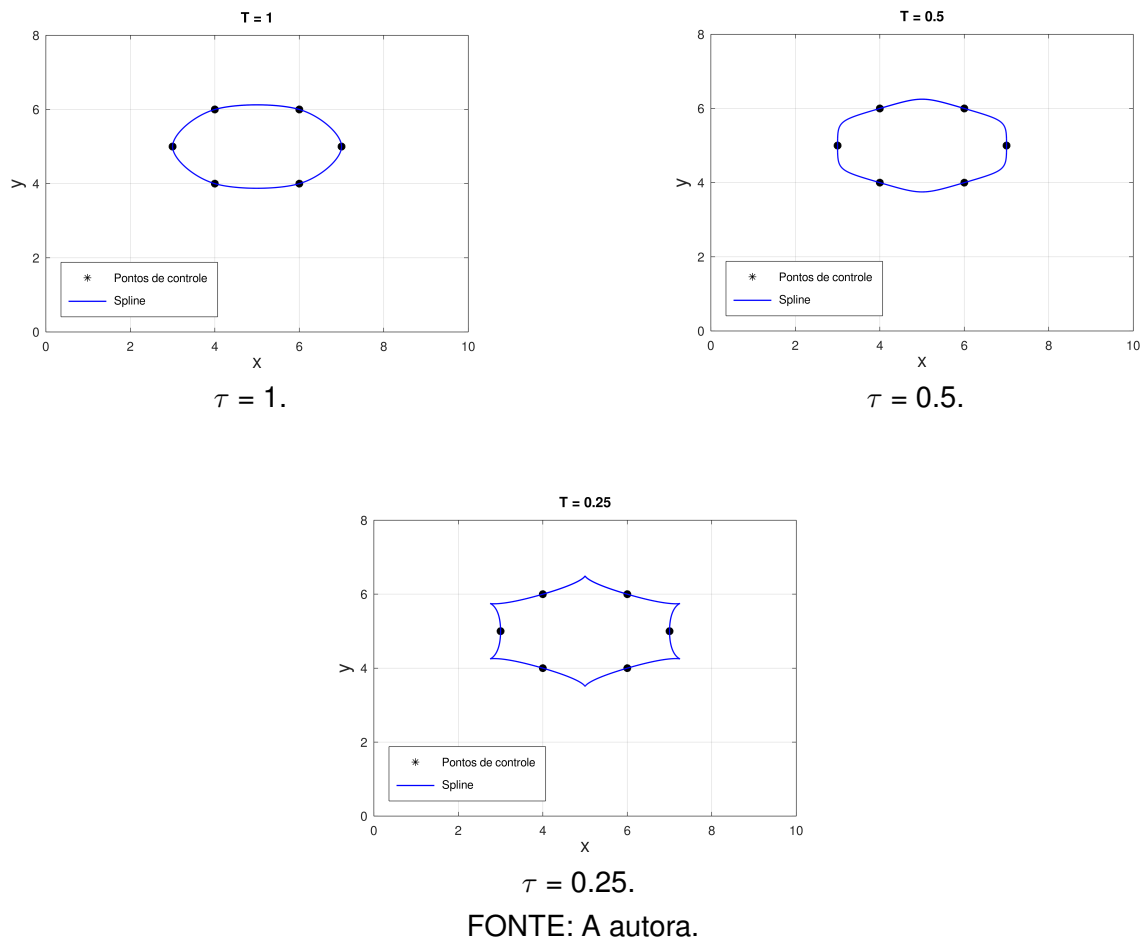 T = 1
8
6
4
2
0
y
Pontos de controle
Spline
0 2 4 6 8 10
x
τ = 1.
T = 0.5
8
6
4
2
0
y
Pontos de controle
Spline
0 2 4 6 8 10
x
τ = 0.5.
T = 0.25
8
6
4
2
0
y
Pontos de controle
Spline
0 2 4 6 8 10
x
τ = 0.25.
FONTE: A autora.